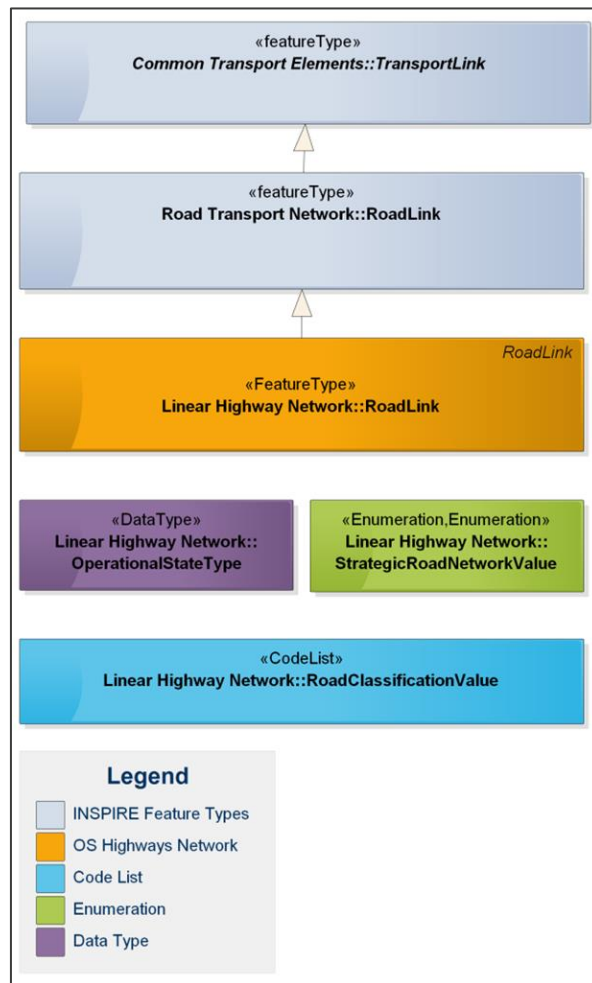 «featureType»
Common Transport Elements::TransportLink
«featureType»
Road Transport Network::RoadLink
RoadLink
«FeatureType»
Linear Highway Network::RoadLink
«DataType»
Linear Highway Network::
OperationalStateType
«Enumeration,Enumeration»
Linear Highway Network::
StrategicRoadNetworkValue
«CodeList»
Linear Highway Network::RoadClassificationValue
Legend
INSPIRE Feature Types
OS Highways Network
Code List
Enumeration
Data Type